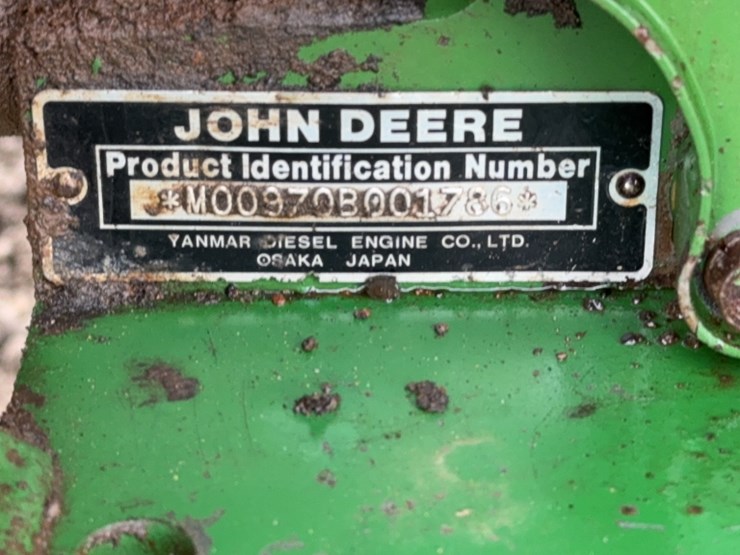 JOHN DEERE
Product Identification Number
*M00970B001786*
YANMAR DIESEL ENGINE CO., LTD.
OSAKA JAPAN